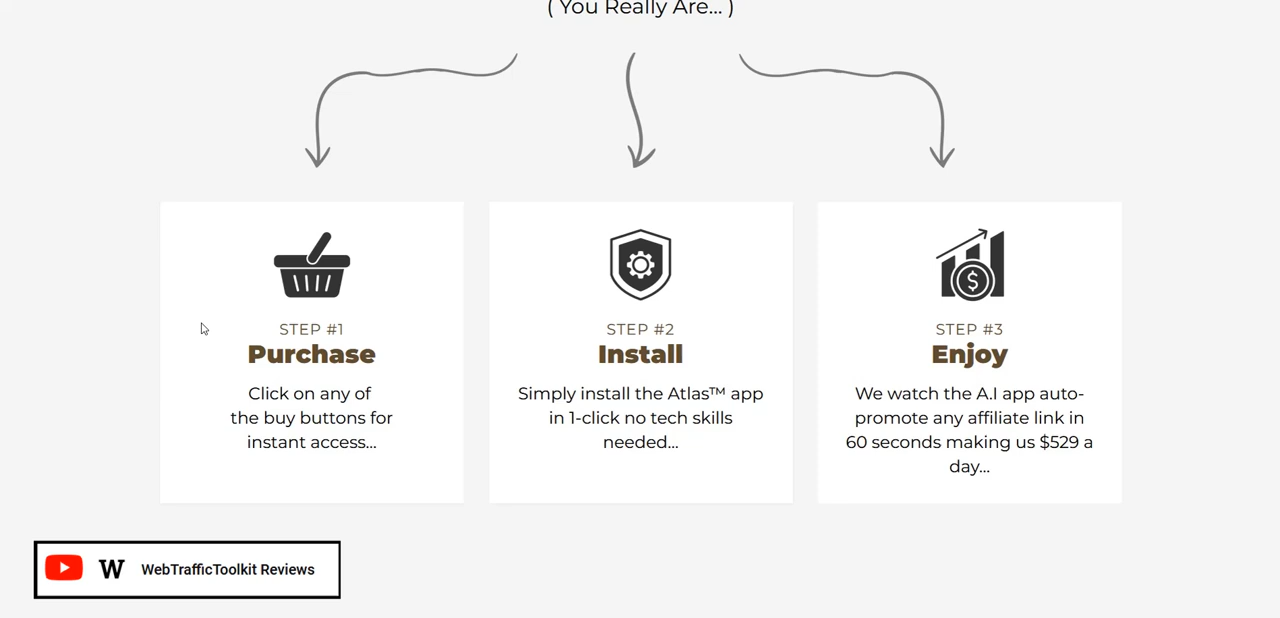 ( You Really Are... )
STEP #1
Purchase
Click on any of
the buy buttons for
instant access...
STEP #2
Install
Simply install the Atlas™ app
in 1-click no tech skills
needed...
STEP #3
Enjoy
We watch the A.I app auto-
promote any affiliate link in
60 seconds making us $529 a
day...
W WebTrafficToolkit Reviews